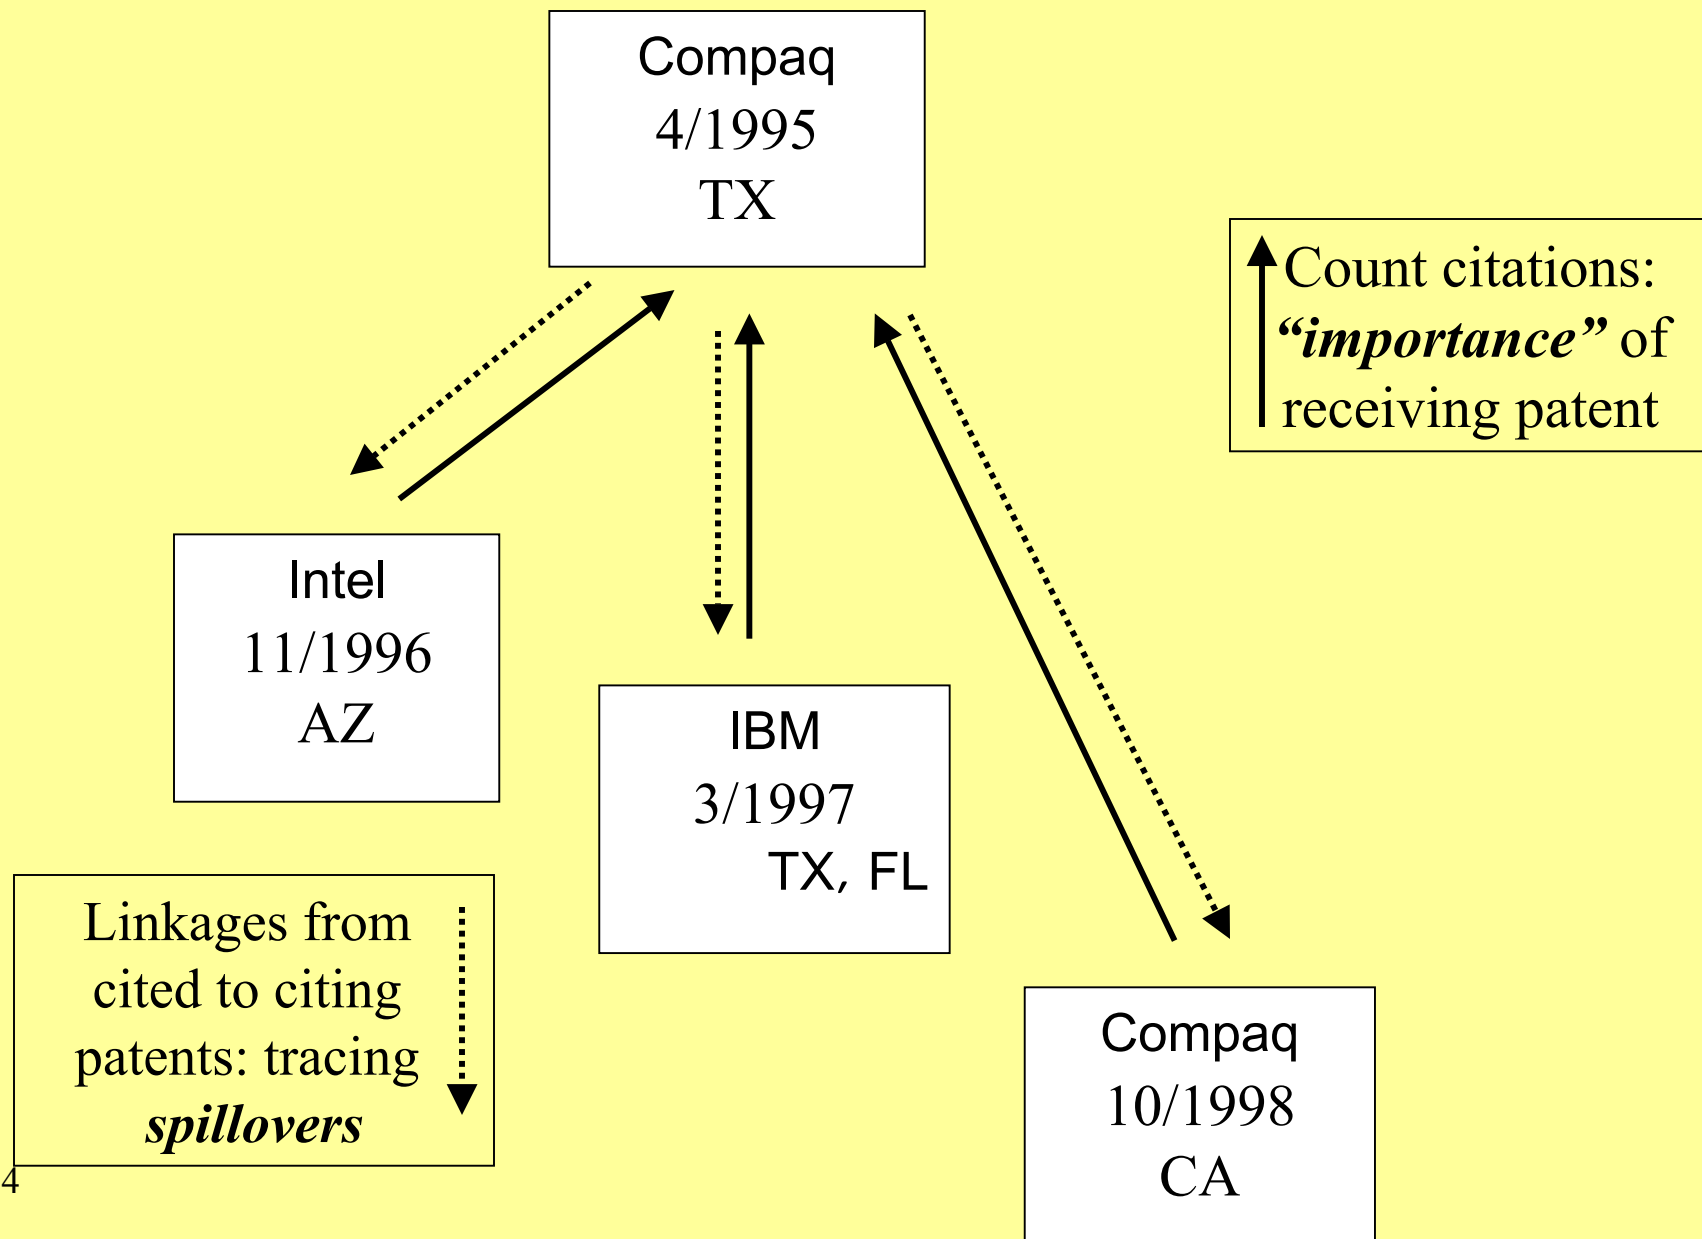 Compaq
4/1995
TX
Count citations:
“importance” of
receiving patent
Intel
11/1996
AZ
IBM
3/1997
TX, FL
Linkages from
cited to citing
patents: tracing
spillovers
Compaq
10/1998
CA
4